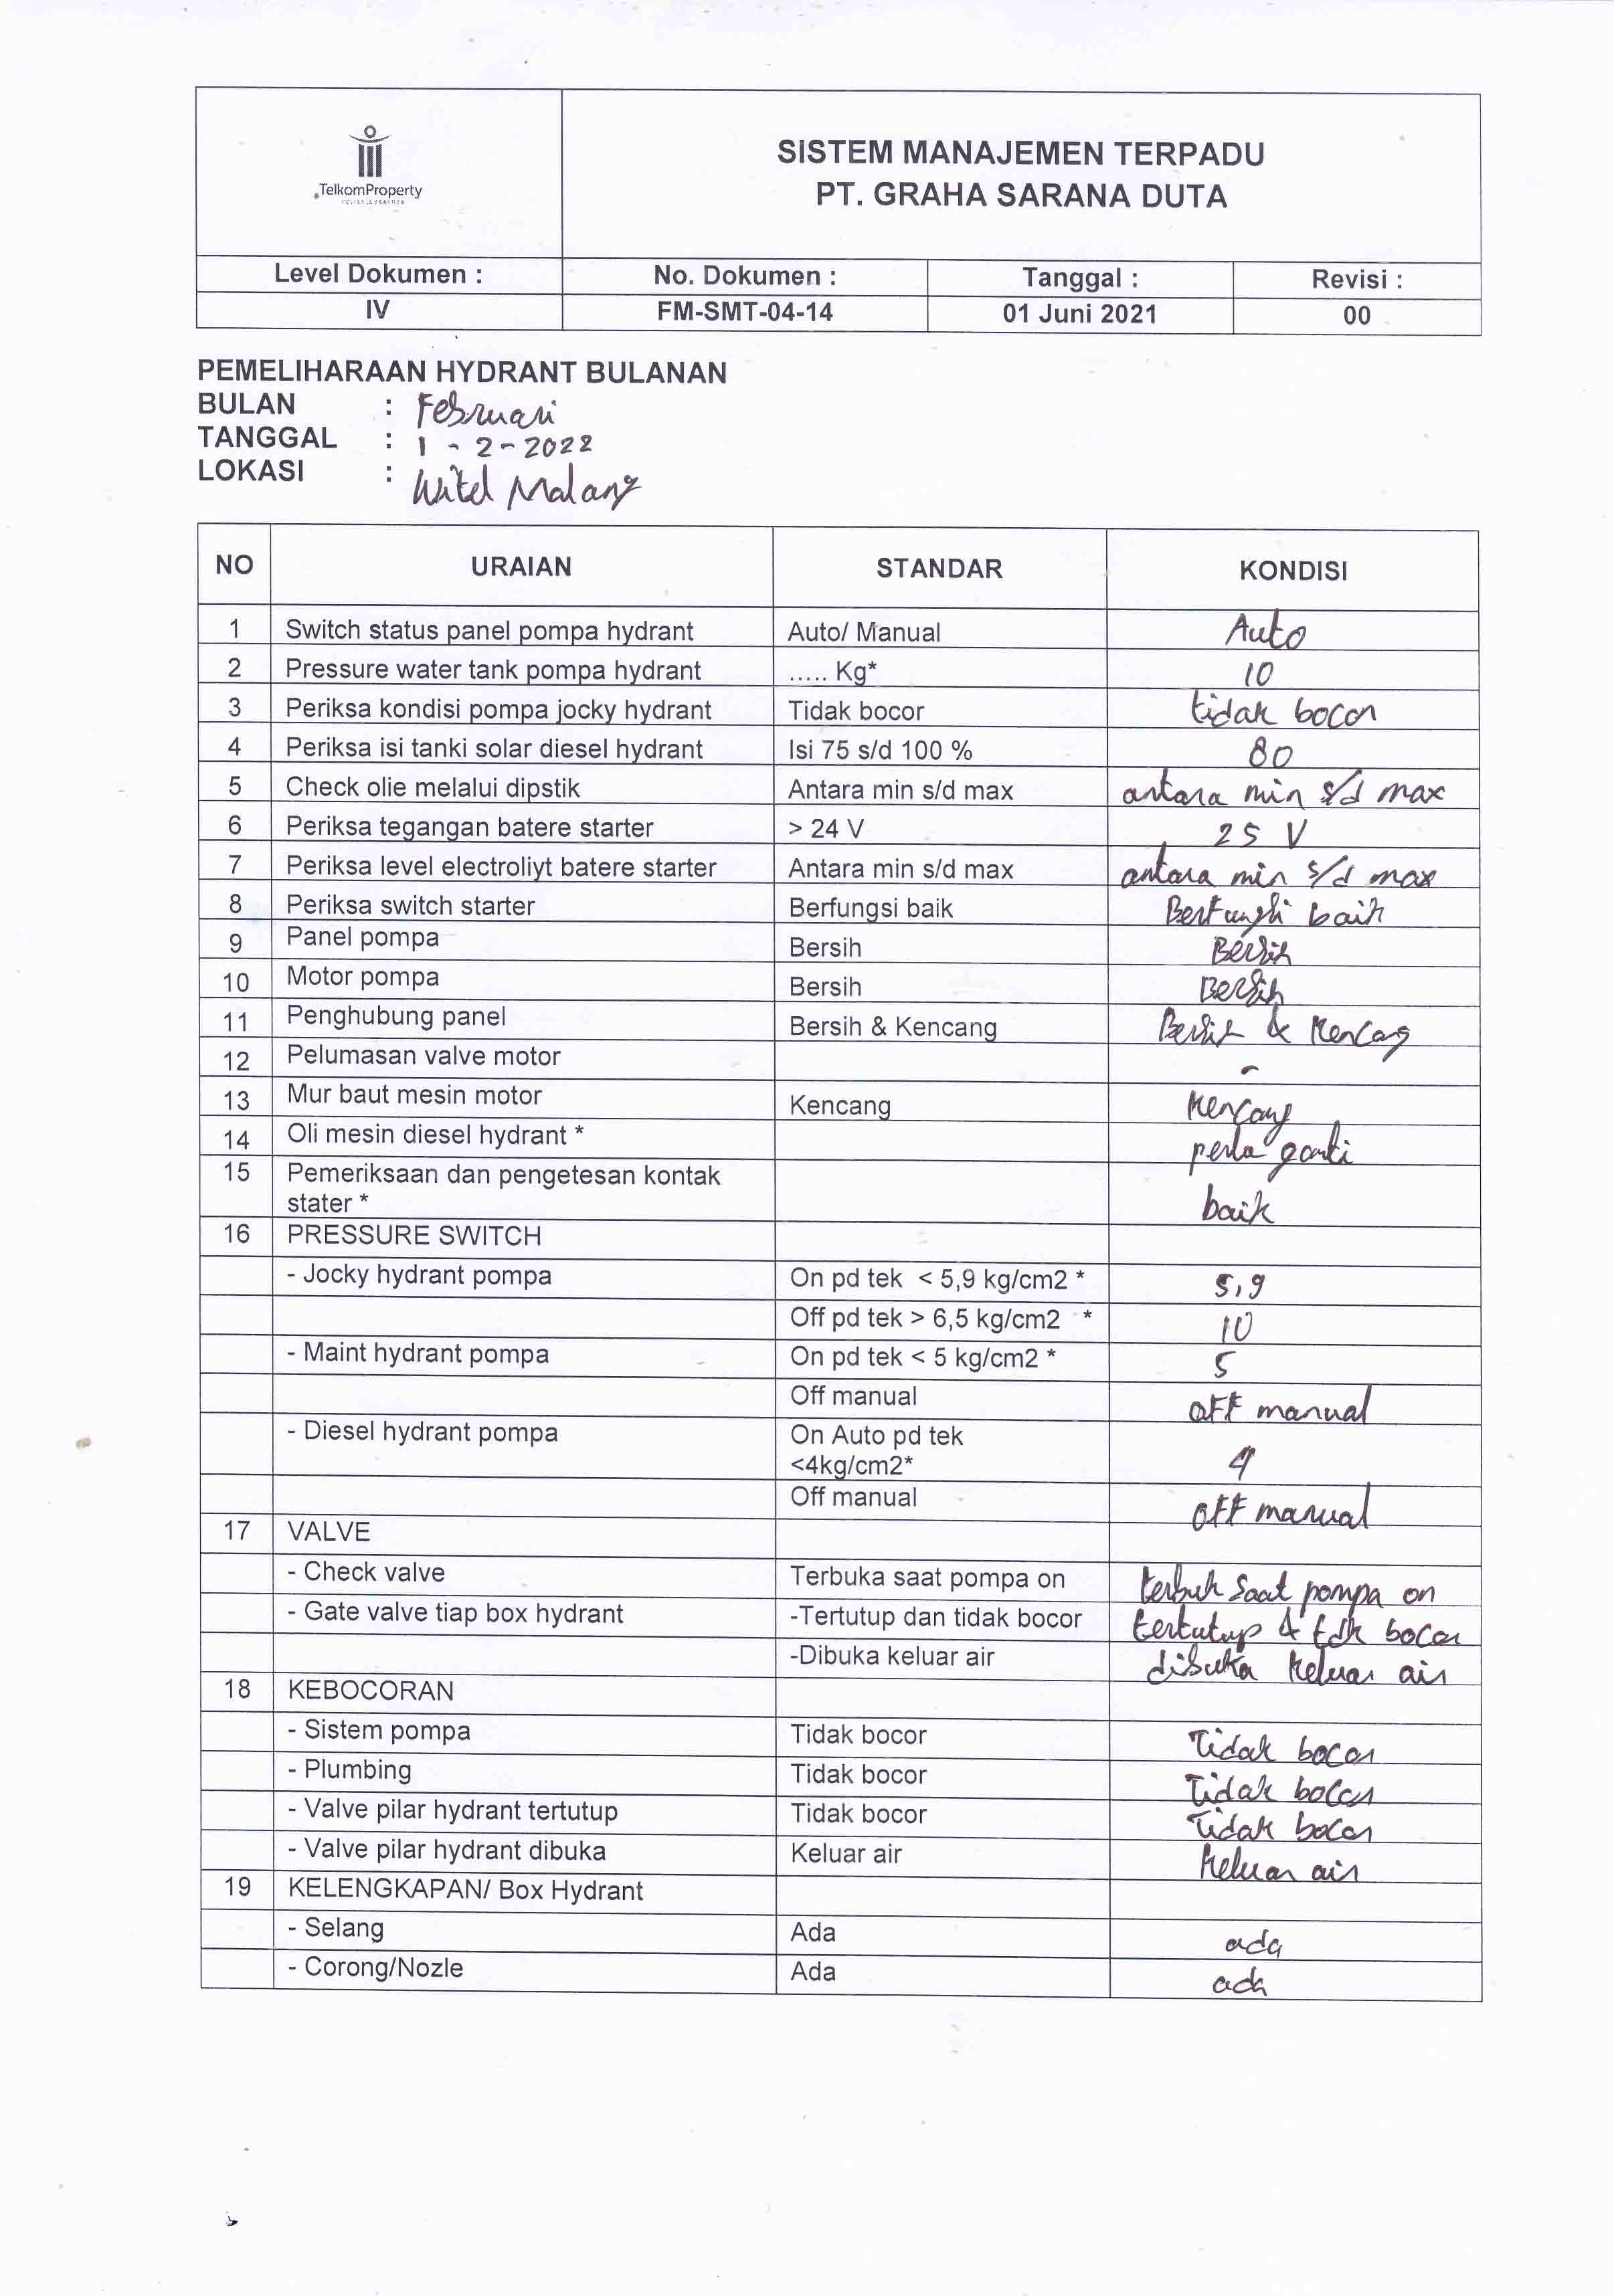 TelkomProperty
SISTEM MANAJEMEN TERPADU
PT. GRAHA SARANA DUTA
Level Dokumen : No. Dokumen : Tanggal : Revisi :
IV FM-SMT-04-14 01 Juni 2021 00
PEMELIHARAAN HYDRANT BULANAN
BULAN : Februari
TANGGAL : 1 - 2 - 2022
LOKASI : Witel Malang
NO URAIAN STANDAR KONDISI
1 Switch status panel pompa hydrant Auto/ Manual Auto
2 Pressure water tank pompa hydrant ..... Kg* 10
3 Periksa kondisi pompa jocky hydrant Tidak bocor tidak bocor
4 Periksa isi tanki solar diesel hydrant Isi 75 s/d 100 % 80
5 Check olie melalui dipstik Antara min s/d max antara min s/d max
6 Periksa tegangan batere starter > 24 V 25 V
7 Periksa level electroliyt batere starter Antara min s/d max antara min s/d max
8 Periksa switch starter Berfungsi baik Berfungsi baik
9 Panel pompa Bersih Bersih
10 Motor pompa Bersih Bersih
11 Penghubung panel Bersih & Kencang Bersih & Kencang
12 Pelumasan valve motor -
13 Mur baut mesin motor Kencang Kencang
14 Oli mesin diesel hydrant * perlu ganti
15 Pemeriksaan dan pengetesan kontak
stater * baik
16 PRESSURE SWITCH
- Jocky hydrant pompa On pd tek < 5,9 kg/cm2 * 5,9
Off pd tek > 6,5 kg/cm2 * 10
- Maint hydrant pompa On pd tek < 5 kg/cm2 * 5
Off manual off manual
- Diesel hydrant pompa On Auto pd tek
<4kg/cm2* 4
Off manual off manual
17 VALVE
- Check valve Terbuka saat pompa on terbuk saat pompa on
- Gate valve tiap box hydrant -Tertutup dan tidak bocor tertutup & tdk bocor
-Dibuka keluar air dibuka keluar air
18 KEBOCORAN
- Sistem pompa Tidak bocor Tidak bocor
- Plumbing Tidak bocor Tidak bocor
- Valve pilar hydrant tertutup Tidak bocor Tidak bocor
- Valve pilar hydrant dibuka Keluar air keluar air
19 KELENGKAPAN/ Box Hydrant
- Selang Ada ada
- Corong/Nozle Ada ada